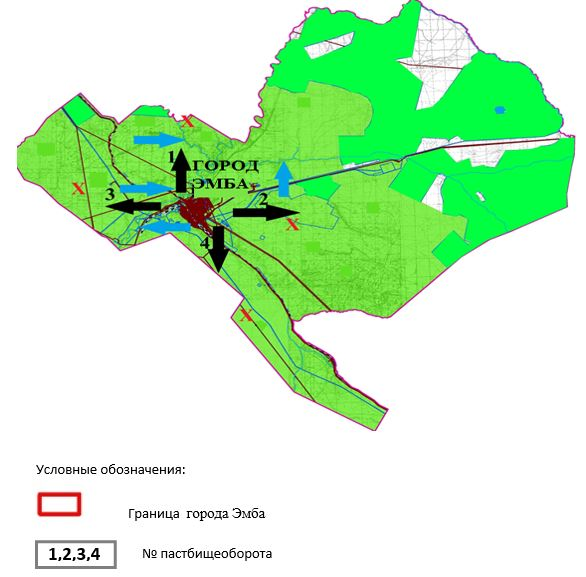 X
1
ГОРОД
ЭМБА
X
3
2
X
4
X
Условные обозначения:
Граница города Эмба
1,2,3,4
№ пастбищеоборота